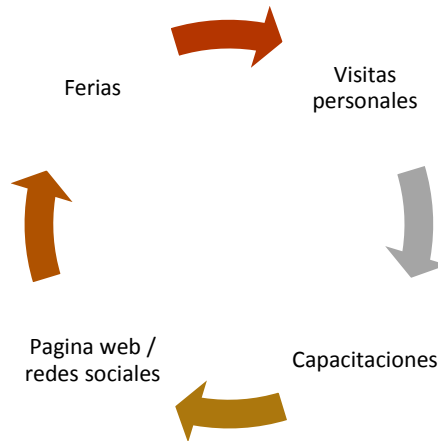 Ferias
Visitas
personales
Capacitaciones
Pagina web /
redes sociales